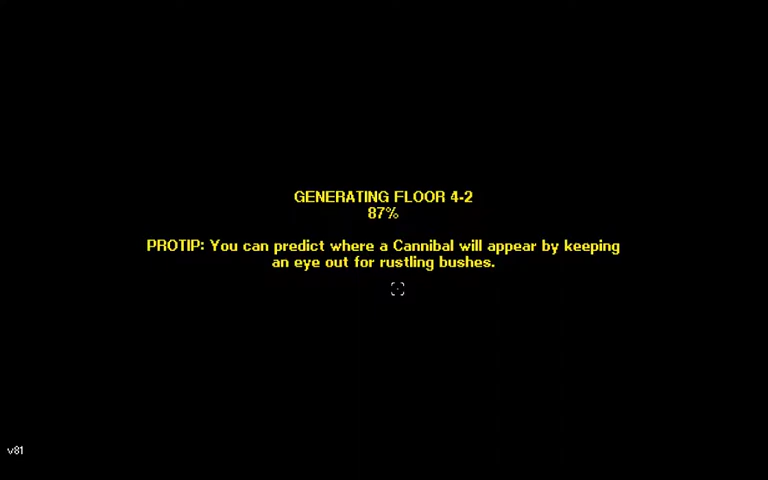 GENERATING FLOOR 4-2
87%
PROTIP: You can predict where a Cannibal will appear by keeping
an eye out for rustling bushes.
v81